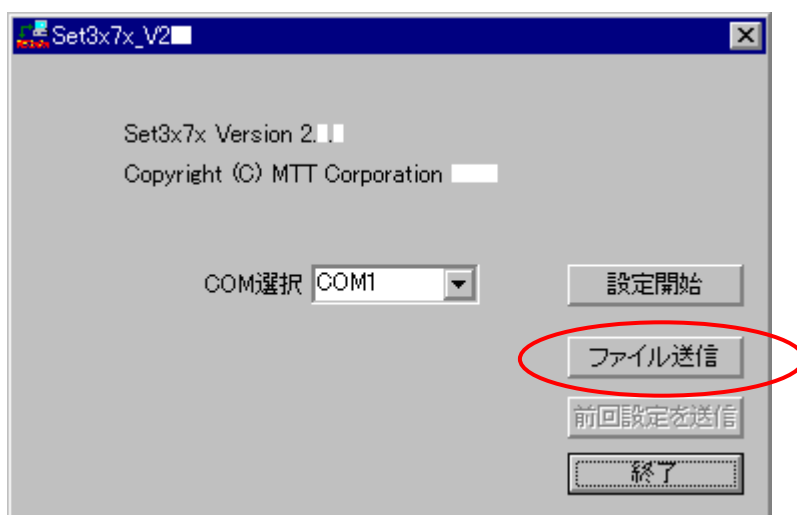 Set3x7x_V2
Set3x7x Version 2. .
Copyright (C) MTT Corporation
COM選択 COM1
設定開始
ファイル送信
前回設定を送信
終了